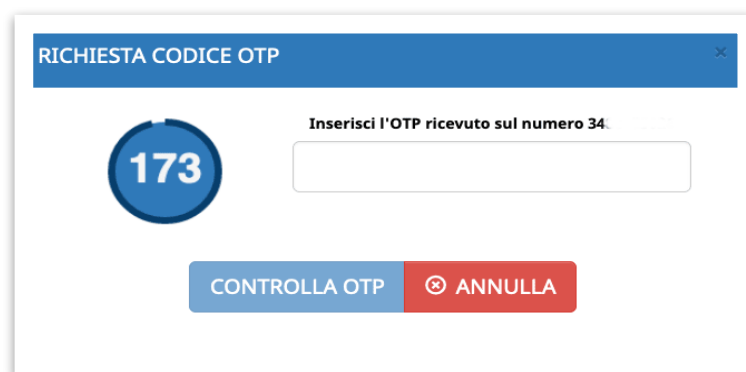 RICHIESTA CODICE OTP
×
Inserisci l'OTP ricevuto sul numero 34
173
CONTROLLA OTP
ANNULLA